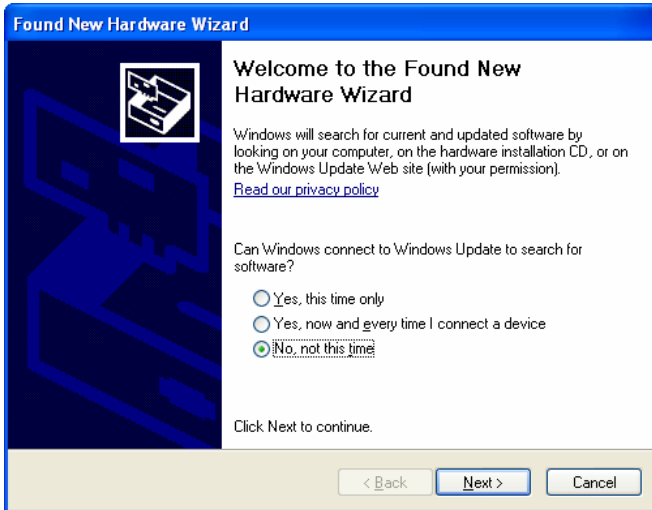 Found New Hardware Wizard
Welcome to the Found New
Hardware Wizard
Windows will search for current and updated software by
looking on your computer, on the hardware installation CD, or on
the Windows Update Web site (with your permission).
Read our privacy policy
Can Windows connect to Windows Update to search for
software?
Yes, this time only
Yes, now and every time I connect a device
No, not this time
Click Next to continue.
< Back Next > Cancel